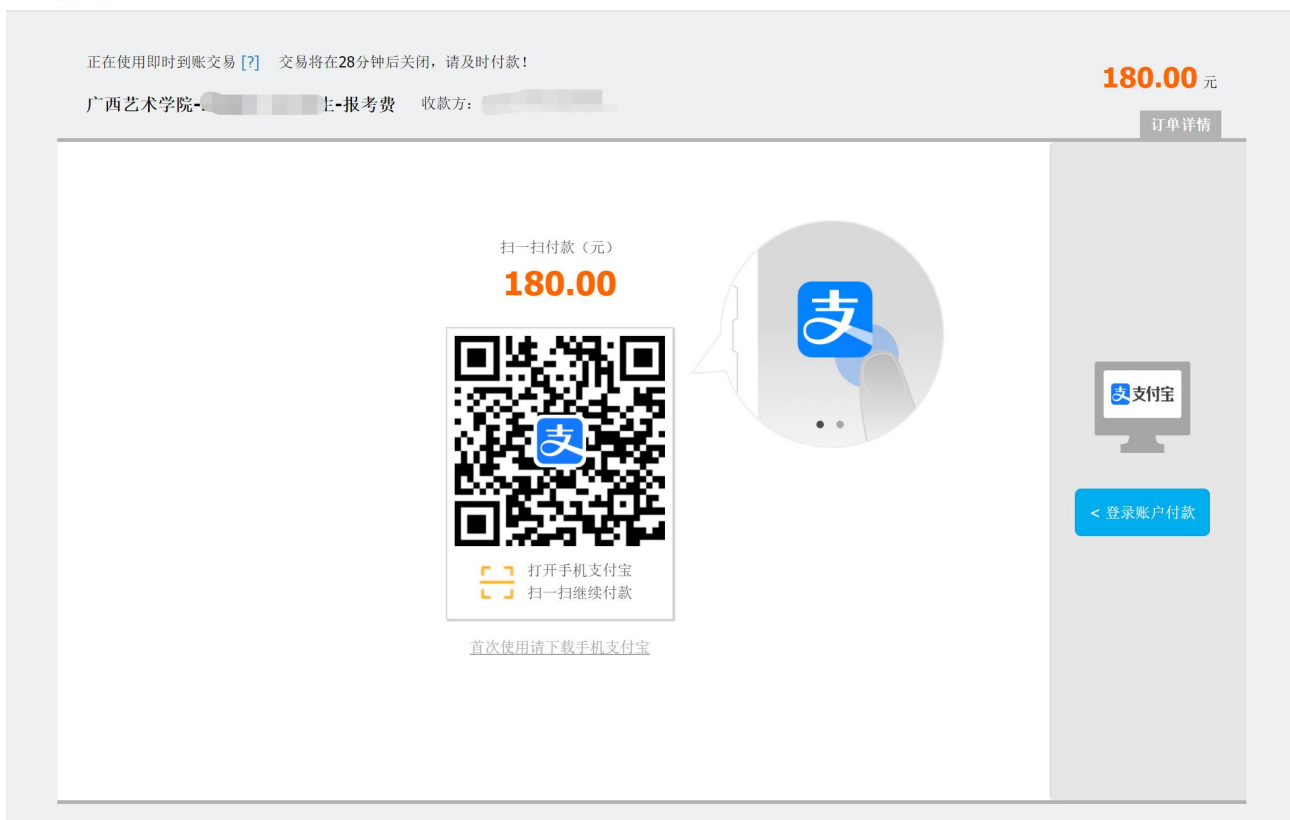 正在使用即时到账交易 [?] 交易将在28分钟后关闭，请及时付款！
180.00 元
广西艺术学院- -报考费 收款方：
订单详情
扫一扫付款（元）
180.00
支
支
支 支付宝
< 登录账户付款
打开手机支付宝
扫一扫继续付款
首次使用请下载手机支付宝